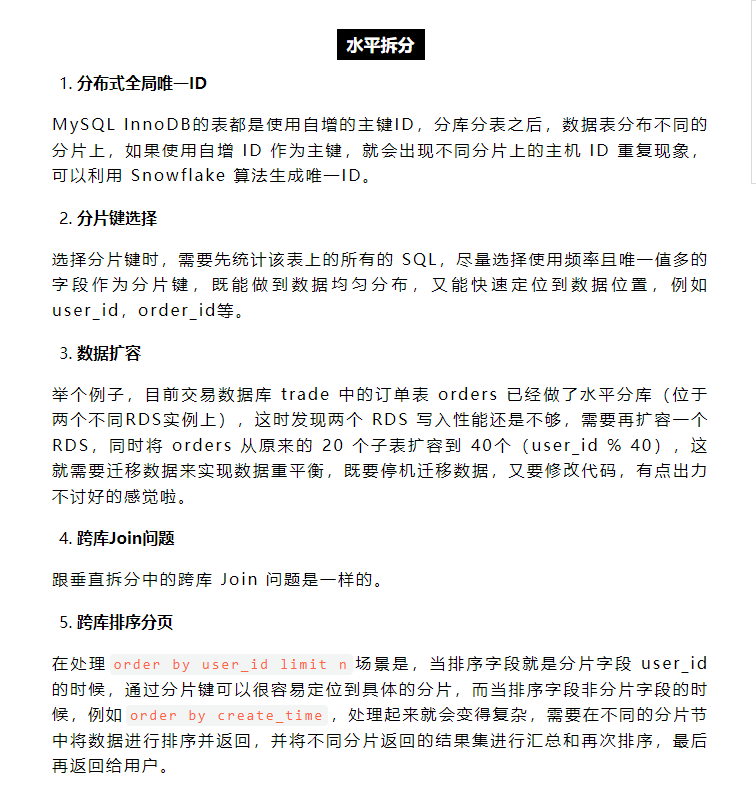 水平拆分
1. 分布式全局唯一ID
MySQL InnoDB的表都是使用自增的主键ID，分库分表之后，数据表分布不同的
分片上，如果使用自增 ID 作为主键，就会出现不同分片上的主机 ID 重复现象，
可以利用 Snowflake 算法生成唯一ID。
2. 分片键选择
选择分片键时，需要先统计该表上的所有的 SQL，尽量选择使用频率且唯一值多的
字段作为分片键，既能做到数据均匀分布，又能快速定位到数据位置，例如
user_id，order_id等。
3. 数据扩容
举个例子，目前交易数据库 trade 中的订单表 orders 已经做了水平分库（位于
两个不同RDS实例上），这时发现两个 RDS 写入性能还是不够，需要再扩容一个
RDS，同时将 orders 从原来的 20 个子表扩容到 40个（user_id % 40），这
就需要迁移数据来实现数据重平衡，既要停机迁移数据，又要修改代码，有点出力
不讨好的感觉啦。
4. 跨库Join问题
跟垂直拆分中的跨库 Join 问题是一样的。
5. 跨库排序分页
在处理 order by user_id limit n 场景是，当排序字段就是分片字段 user_id
的时候，通过分片键可以很容易定位到具体的分片，而当排序字段非分片字段的时
候，例如 order by create_time，处理起来就会变得复杂，需要在不同的分片节
中将数据进行排序并返回，并将不同分片返回的结果集进行汇总和再次排序，最后
再返回给用户。